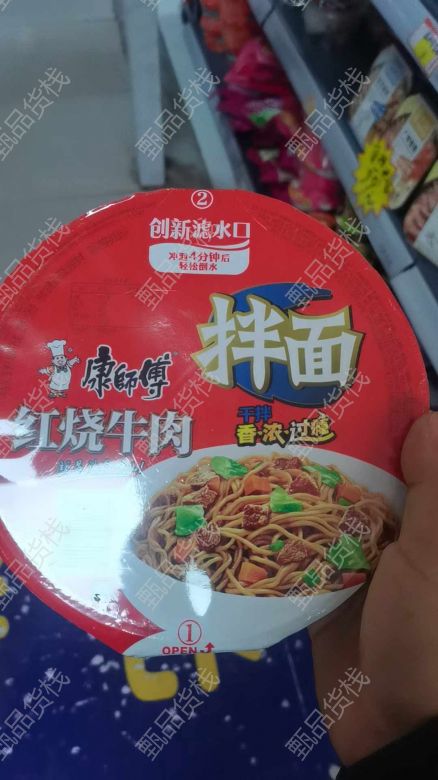 ②
创新滤水口
冲泡4分钟后
轻松倒水
拌面
康師傅
干拌
香·浓·过瘾
红烧牛肉
①
OPEN
甄品货栈